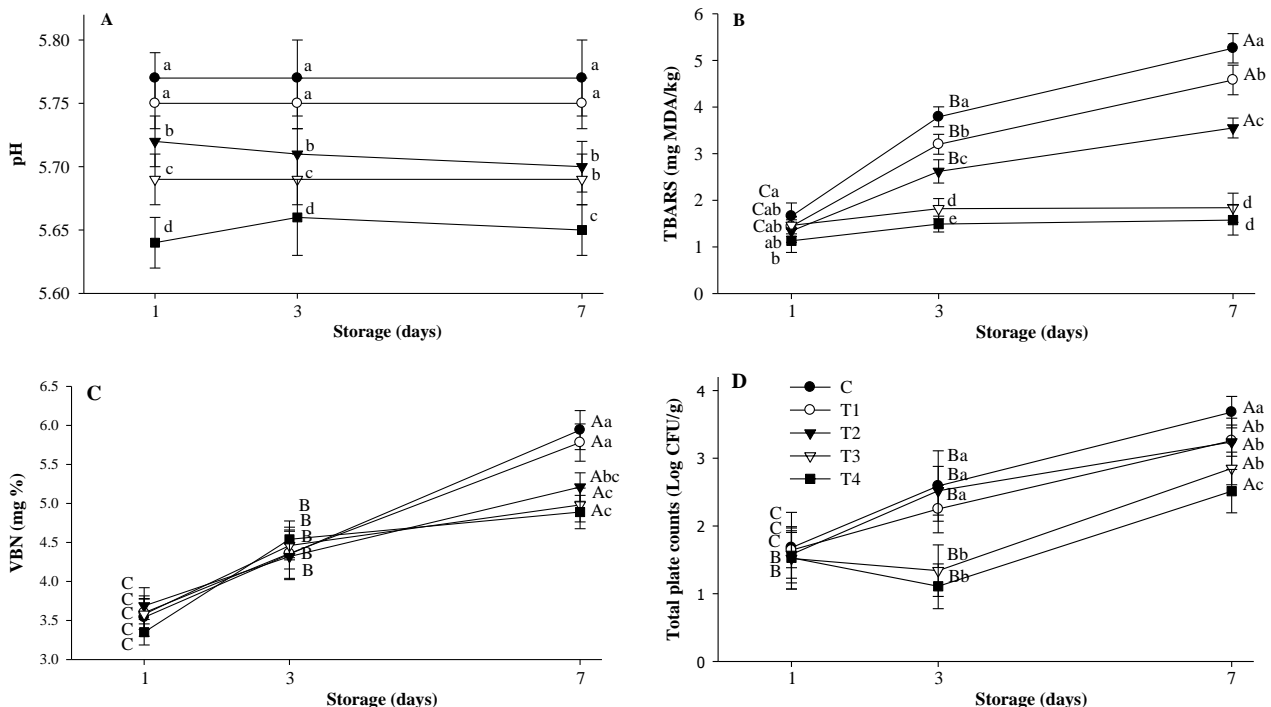 A
pH
5.80
5.75
5.70
5.65
5.60
a
a
a
a
a
a
b
b
b
c
c
b
d
d
c
1
3
7
Storage (days)
B
TBARS (mg MDA/kg)
6
5
4
3
2
1
0
Ca
Cab
Cab
ab
b
Ba
Bb
Bc
d
e
Aa
Ab
Ac
d
d
1
3
7
Storage (days)
C
VBN (mg %)
6.5
6.0
5.5
5.0
4.5
4.0
3.5
3.0
C
C
C
C
C
B
B
B
B
B
Aa
Aa
Abc
Ac
Ac
1
3
7
Storage (days)
D
Total plate counts (Log CFU/g)
4
3
2
1
0
C
T1
T2
T3
T4
C
C
C
B
B
Ba
Ba
Ba
Bb
Bb
Aa
Ab
Ab
Ab
Ac
1
3
7
Storage (days)